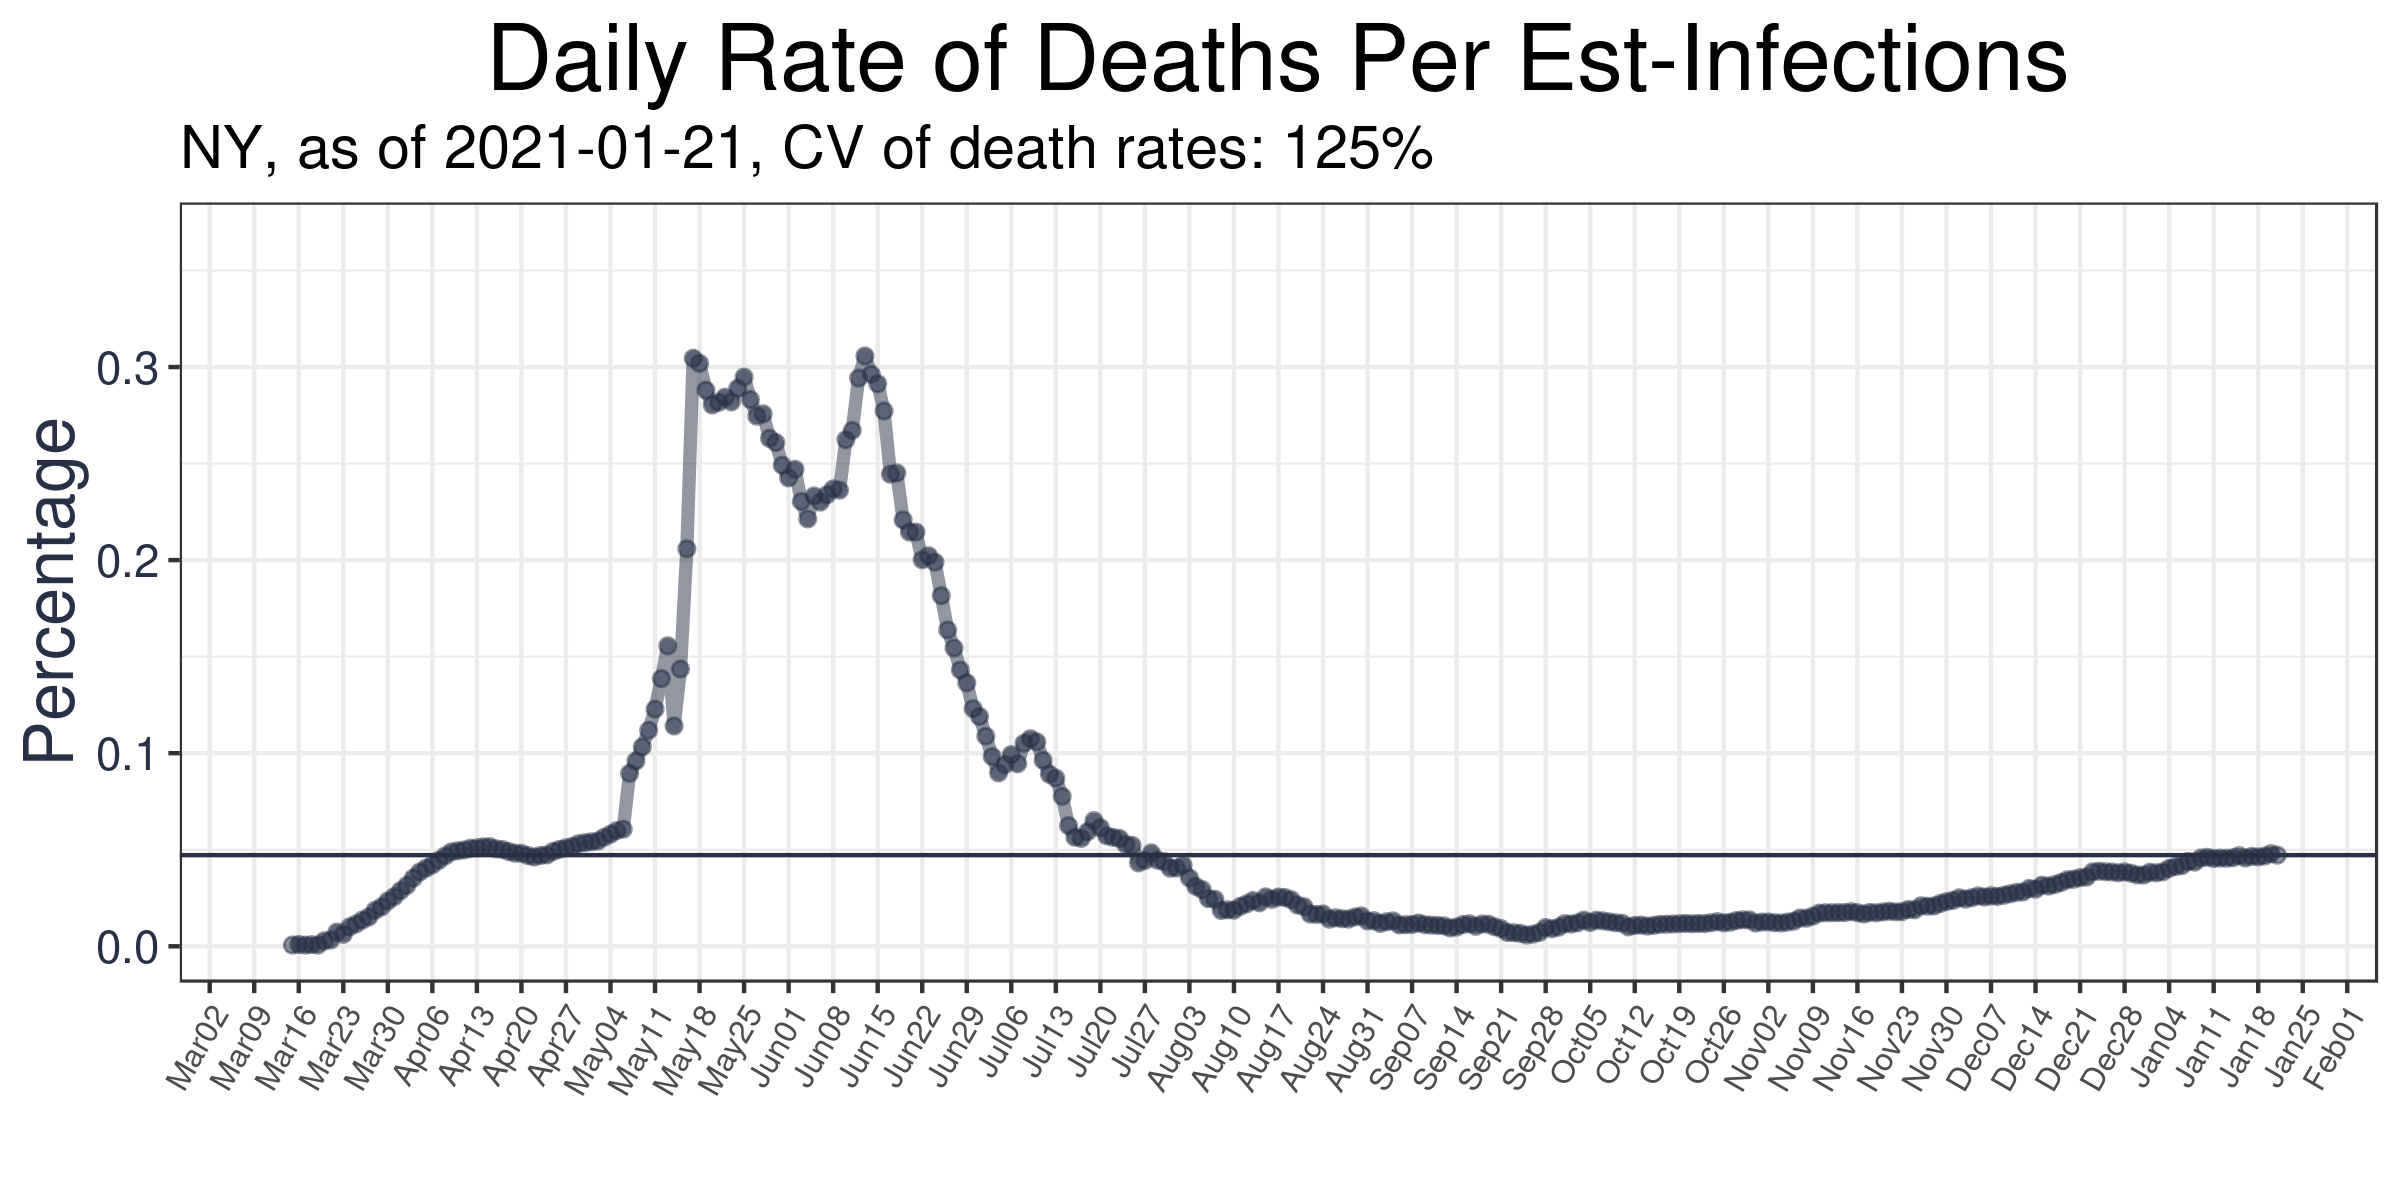 Daily Rate of Deaths Per Est-Infections
NY, as of 2021-01-21, CV of death rates: 125%
Percentage
0.3
0.2
0.1
0.0
Mar02 Mar09 Mar16 Mar23 Mar30 Apr06 Apr13 Apr20 Apr27 May04 May11 May18 May25 Jun01 Jun08 Jun15 Jun22 Jun29 Jul06 Jul13 Jul20 Jul27 Aug03 Aug10 Aug17 Aug24 Aug31 Sep07 Sep14 Sep21 Sep28 Oct05 Oct12 Oct19 Oct26 Nov02 Nov09 Nov16 Nov23 Nov30 Dec07 Dec14 Dec21 Dec28 Jan04 Jan11 Jan18 Jan25 Feb01